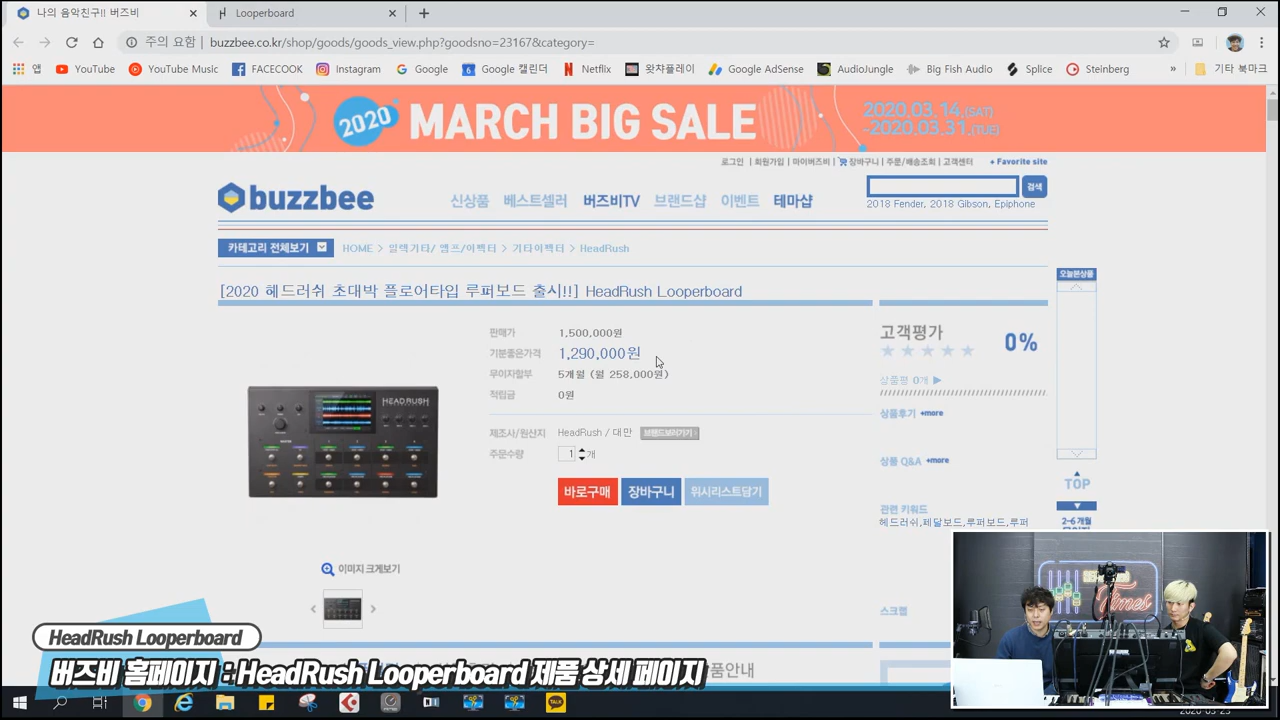 나의 음악친구!! 버즈비
Looperboard
주의 요함 | buzzbee.co.kr/shop/goods/goods_view.php?goodsno=23167&category=
앱 YouTube YouTube Music FACECOOK Instagram Google Google 캘린더 Netflix 왓챠플레이 Google AdSense AudioJungle Big Fish Audio Splice Steinberg » 기타 북마크
2020 MARCH BIG SALE
2020.03.14.(SAT)
~2020.03.31.(TUE)
로그인 | 회원가입 | 마이버즈비 | 장바구니 | 주문/배송조회 | 고객센터 + Favorite site
buzzbee
신상품 베스트셀러 버즈비TV 브랜드샵 이벤트 테마샵
검색
2018 Fender, 2018 Gibson, Epiphone
카테고리 전체보기
HOME > 일렉기타/ 앰프/이펙터 > 기타이펙터 > HeadRush
오늘본상품
[2020 헤드러쉬 초대박 플로어타입 루퍼보드 출시!!] HeadRush Looperboard
판매가 1,500,000원
기분좋은가격 1,290,000원
무이자할부 5개월 (월 258,000원)
적립금 0원
제조사/원산지 HeadRush / 대만 브랜드보러가기
주문수량 1 개
바로구매 장바구니 위시리스트담기
HEADRUSH
이미지 크게보기
고객평가 0%
상품평 0개
상품후기 +more
상품 Q&A +more
관련 키워드
헤드러쉬,페달보드,루퍼보드,루퍼
스크랩
TOP
2~6개월
Times
HeadRush Looperboard
버즈비 홈페이지 : HeadRush Looperboard 제품 상세 페이지
품안내
TALK
2020-03-23